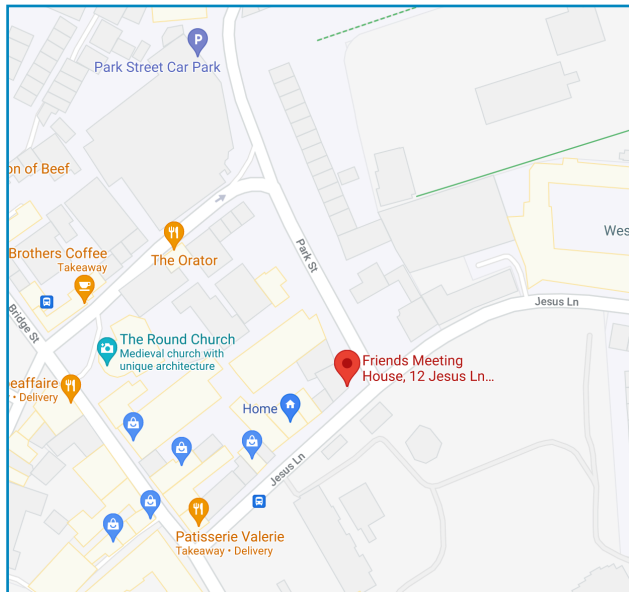 P
Park Street Car Park
on of Beef
Park St
Brothers Coffee
Takeaway
The Orator
Wes
Jesus Ln
Bridge St
The Round Church
Medieval church with
unique architecture
Friends Meeting
House, 12 Jesus Ln...
eaffaire
• Delivery
Home
Jesus Ln
Patisserie Valerie
Takeaway • Delivery